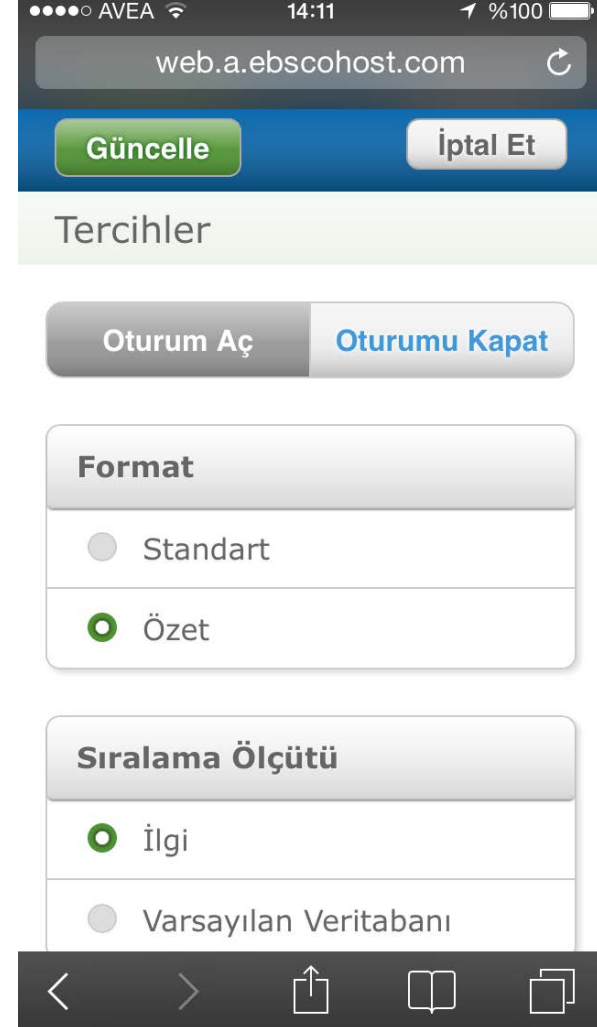 AVEA 14:11 %100
web.a.ebscohost.com
Güncelle İptal Et
Tercihler
Oturum Aç Oturumu Kapat
Format
Standart
Özet
Sıralama Ölçütü
İlgi
Varsayılan Veritabanı